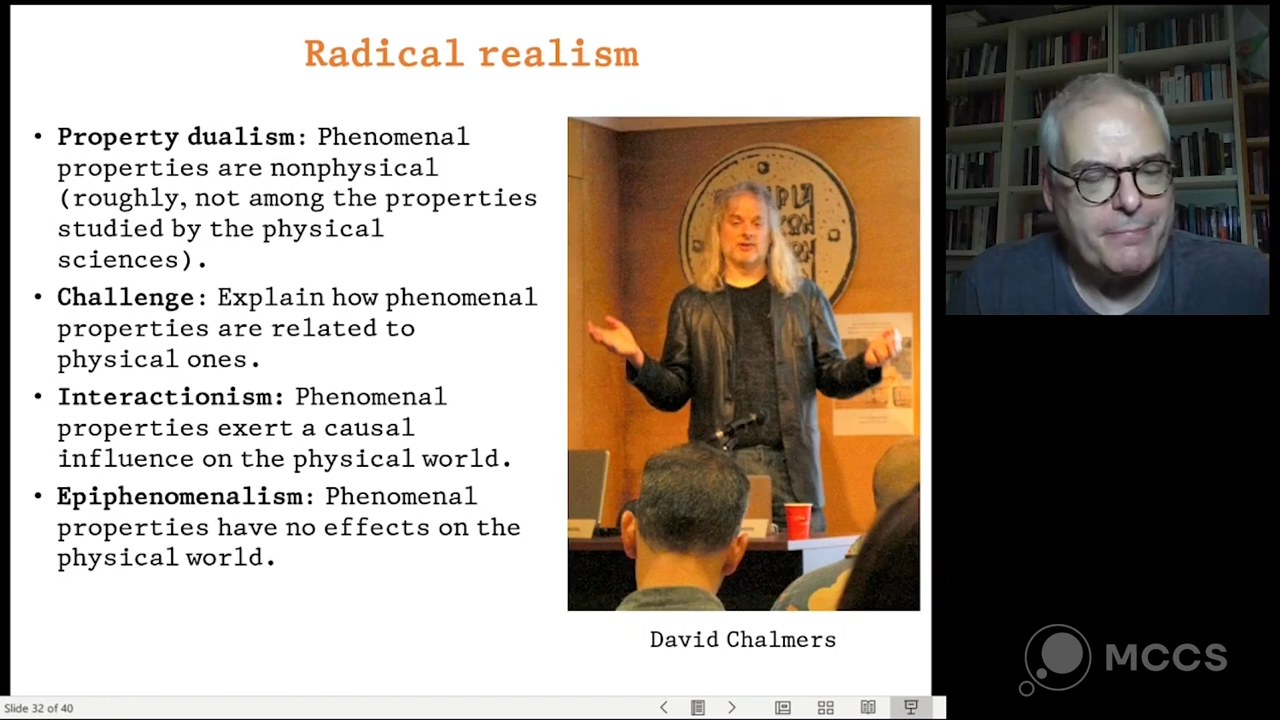 Radical realism
• Property dualism: Phenomenal
properties are nonphysical
(roughly, not among the properties
studied by the physical
sciences).
• Challenge: Explain how phenomenal
properties are related to
physical ones.
• Interactionism: Phenomenal
properties exert a causal
influence on the physical world.
• Epiphenomenalism: Phenomenal
properties have no effects on the
physical world.
David Chalmers
MCCS
Slide 32 of 40